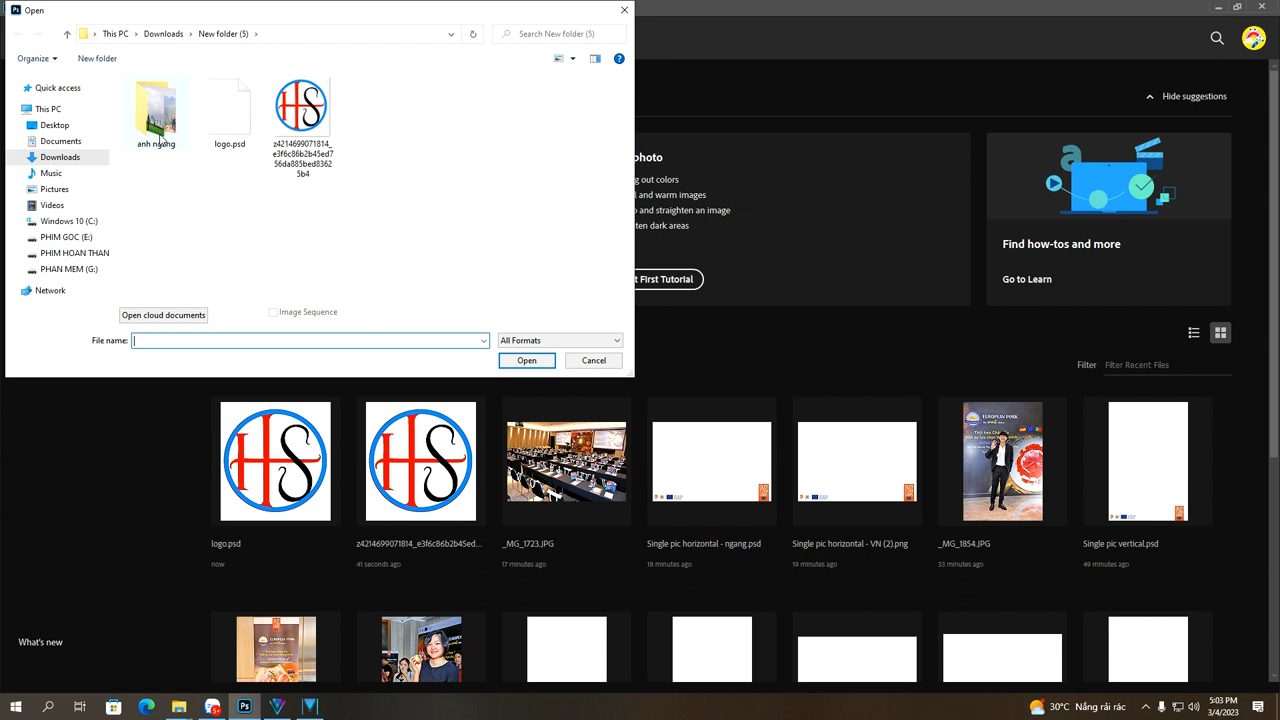 Open
This PC > Downloads > New folder (5) >
Search New folder (5)
Organize
New folder
Quick access
This PC
Desktop
Documents
Downloads
Music
Pictures
Videos
Windows 10 (C:)
PHIM GOC (E:)
PHIM HOAN THAN
PHAN MEM (G:)
Network
logo.psd
z4214699071814_
e3f6c86b2b45ed7
56da885bed8362
5b4
Open cloud documents
Image Sequence
File name:
All Formats
Open
Cancel
Hide suggestions
photo
ng out colors
l and warm images
o and straighten an image
ten dark areas
t First Tutorial
Find how-tos and more
Go to Learn
Filter
Filter Recent Files
logo.psd
now
z4214699071814_e3f6c86b2b45ed...
41 seconds ago
_MG_1723.JPG
17 minutes ago
Single pic horizontal - ngang.psd
18 minutes ago
Single pic horizontal - VN (2).png
19 minutes ago
EUROPEAN PORK
_MG_1854.JPG
33 minutes ago
Single pic vertical.psd
49 minutes ago
What's new
30°C Nắng rải rác
5:03 PM
3/4/2023